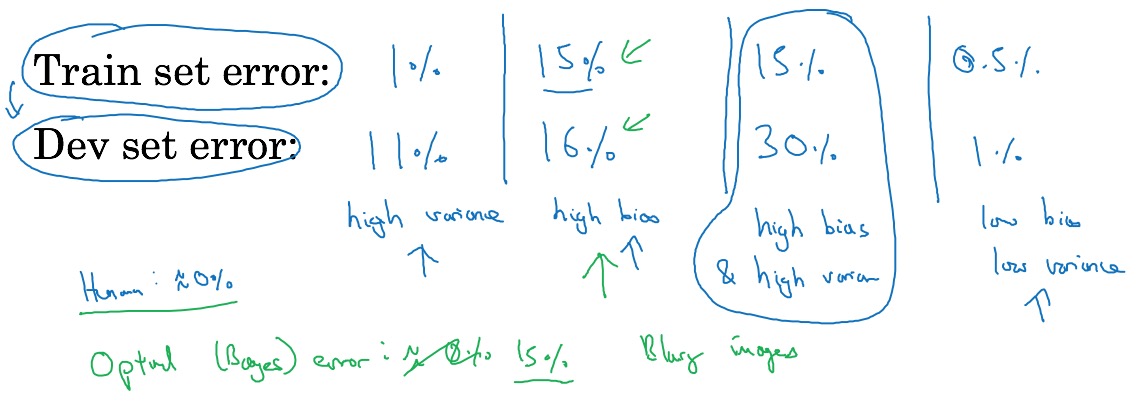 Train set error: 1% 15% 15% 0.5%
Dev set error: 11% 16% 30% 1%
high variance high bias high bias low bias
& high varian low variance
Human: ≈0%
Optimal (Bayes) error: ≈ 0% 15% Blurry images